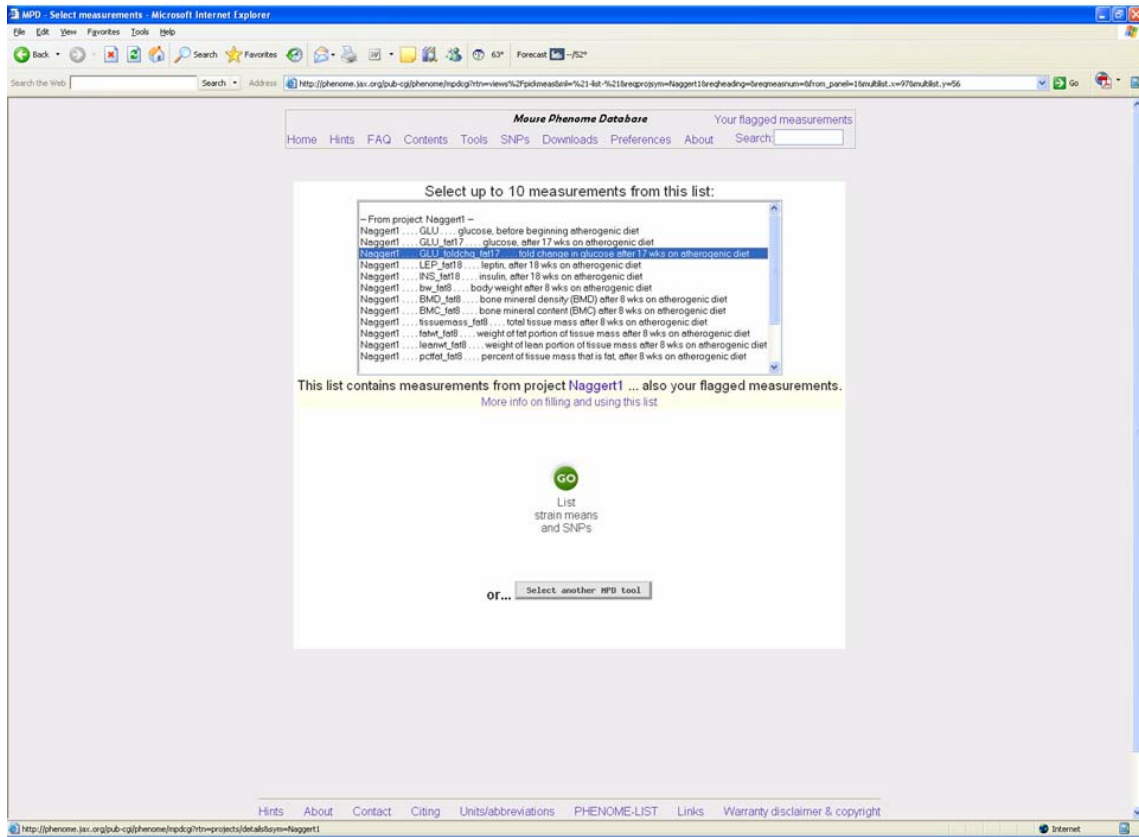 MPD - Select measurements - Microsoft Internet Explorer
File Edit View Favorites Tools Help
Back Search Favorites 63° Forecast --/52°
Search the Web Search Address http://phenome.jax.org/pub-cgi/phenome/mpdcgi?rtn=views%2Fpickmeas&ml=%21-list-%21&reqprojsym=Naggert1&reqheading=&reqmeasnum=&from_panel=1&multilist.x=97&multilist.y=56 Go
Mouse Phenome Database Your flagged measurements
Home Hints FAQ Contents Tools SNPs Downloads Preferences About Search:
Select up to 10 measurements from this list:
-- From project Naggert1 --
Naggert1 . . . . GLU . . . . glucose, before beginning atherogenic diet
Naggert1 . . . . GLU_fat17 . . . . glucose, after 17 wks on atherogenic diet
Naggert1 . . . . GLU_foldchg_fat17 . . . . fold change in glucose after 17 wks on atherogenic diet
Naggert1 . . . . LEP_fat18 . . . . leptin, after 18 wks on atherogenic diet
Naggert1 . . . . INS_fat18 . . . . insulin, after 18 wks on atherogenic diet
Naggert1 . . . . bw_fat8 . . . . body weight after 8 wks on atherogenic diet
Naggert1 . . . . BMD_fat8 . . . . bone mineral density (BMD) after 8 wks on atherogenic diet
Naggert1 . . . . BMC_fat8 . . . . bone mineral content (BMC) after 8 wks on atherogenic diet
Naggert1 . . . . tissuemass_fat8 . . . . total tissue mass after 8 wks on atherogenic diet
Naggert1 . . . . fatwt_fat8 . . . . weight of fat portion of tissue mass after 8 wks on atherogenic diet
Naggert1 . . . . leanwt_fat8 . . . . weight of lean portion of tissue mass after 8 wks on atherogenic diet
Naggert1 . . . . pctfat_fat8 . . . . percent of tissue mass that is fat, after 8 wks on atherogenic diet
This list contains measurements from project Naggert1 ... also your flagged measurements.
More info on filling and using this list
GO
List
strain means
and SNPs
or... Select another MPD tool
Hints About Contact Citing Units/abbreviations PHENOME-LIST Links Warranty disclaimer & copyright
http://phenome.jax.org/pub-cgi/phenome/mpdcgi?rtn=projects/details&sym=Naggert1 Internet